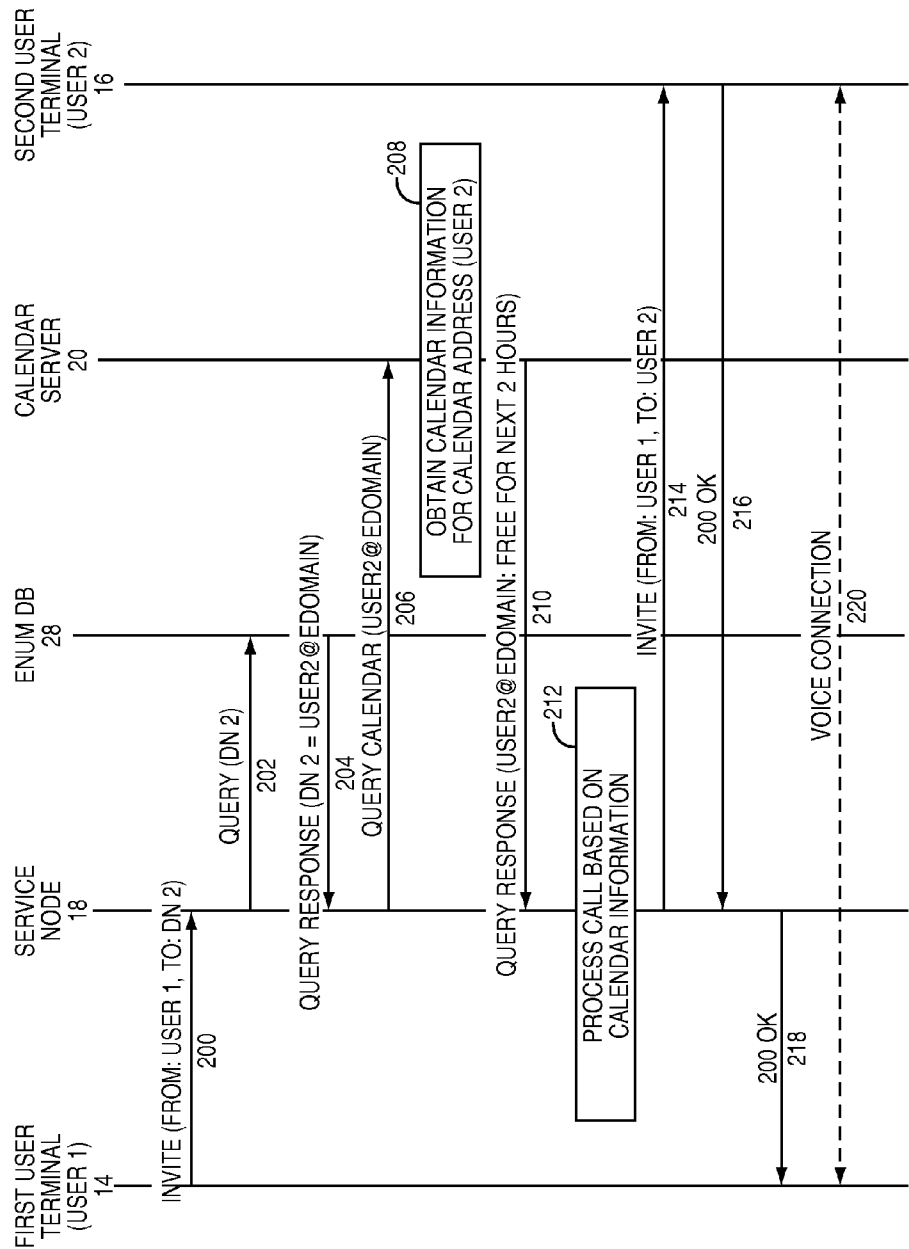 FIRST USER
TERMINAL
(USER 1)
14
SERVICE
NODE
18
ENUM DB
28
CALENDAR
SERVER
20
SECOND USER
TERMINAL
(USER 2)
16
INVITE (FROM: USER 1, TO: DN 2)
200
QUERY (DN 2)
202
QUERY RESPONSE (DN 2 = USER2@EDOMAIN)
204
QUERY CALENDAR (USER2@EDOMAIN)
206
208
OBTAIN CALENDAR INFORMATION
FOR CALENDAR ADDRESS (USER 2)
QUERY RESPONSE (USER2@EDOMAIN: FREE FOR NEXT 2 HOURS)
210
212
PROCESS CALL BASED ON
CALENDAR INFORMATION
INVITE (FROM: USER 1, TO: USER 2)
214
200 OK
216
200 OK
218
VOICE CONNECTION
220